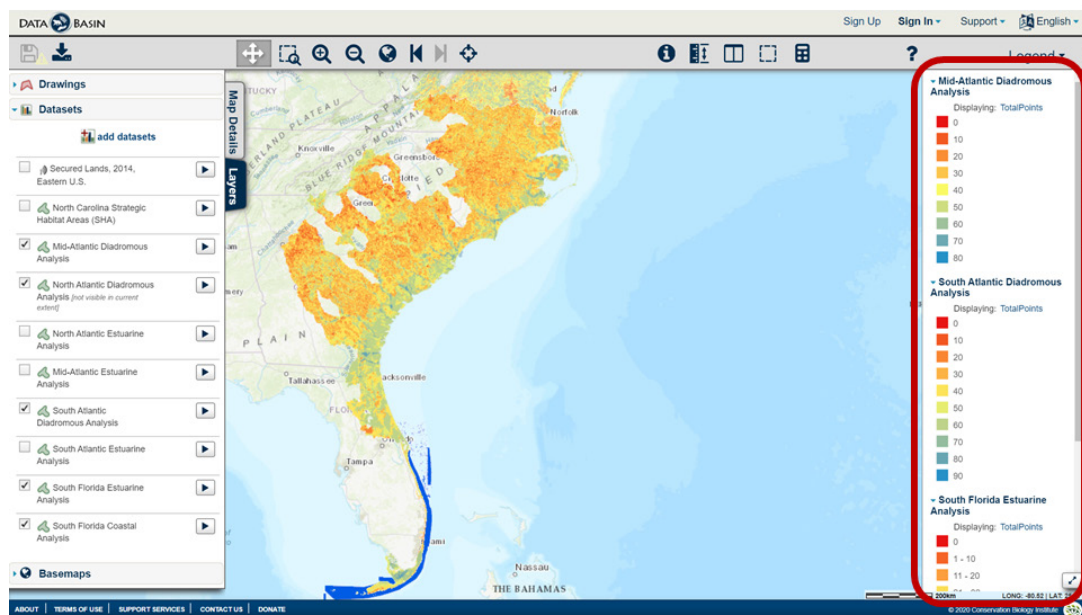 DATA BASIN
Sign Up Sign In Support English
? Legend
Drawings
Datasets
add datasets
Secured Lands, 2014,
Eastern U.S.
North Carolina Strategic
Habitat Areas (SHA)
Mid-Atlantic Diadromous
Analysis
North Atlantic Diadromous
Analysis [not visible in current
extent]
North Atlantic Estuarine
Analysis
Mid-Atlantic Estuarine
Analysis
South Atlantic
Diadromous Analysis
South Atlantic Estuarine
Analysis
South Florida Estuarine
Analysis
South Florida Coastal
Analysis
Basemaps
Map Details
Layers
Cumberland PLATEAU
Knoxville
BLUE RIDGE MOUNTAIN
Greensboro
Norfolk
PLAIN
Tallahassee
acksonville
FLO
Tampa
ami
Nassau
THE BAHAMAS
Mid-Atlantic Diadromous
Analysis
Displaying: TotalPoints
0
10
20
30
40
50
60
70
80
South Atlantic Diadromous
Analysis
Displaying: TotalPoints
0
10
20
30
40
50
60
70
80
90
South Florida Estuarine
Analysis
Displaying: TotalPoints
0
1 - 10
11 - 20
200km LONG: -80.52 | LAT:
ABOUT | TERMS OF USE | SUPPORT SERVICES | CONTACT US | DONATE
© 2020 Conservation Biology Institute